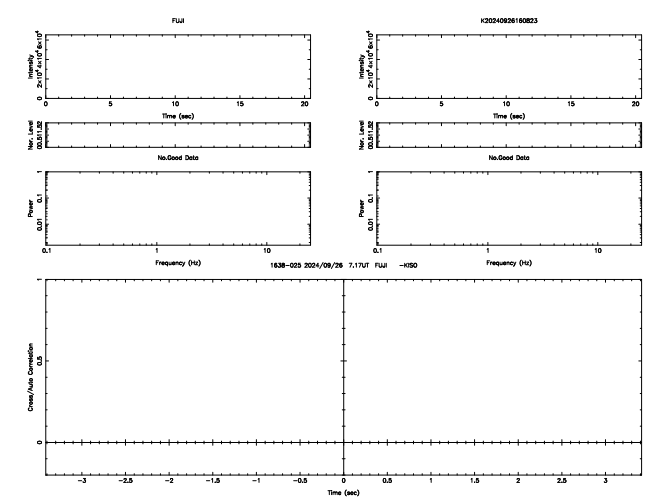 FUJI
K20240926160823
Intensity
0 2×10⁴ 4×10⁴ 6×10⁴
0 5 10 15 20
Time (sec)
Intensity
0 2×10⁴ 4×10⁴ 6×10⁴
0 5 10 15 20
Time (sec)
Nor. Level
0 0.5 1 1.5 2
Nor. Level
0 0.5 1 1.5 2
No.Good Data
No.Good Data
Power
0.01 0.1 1
0.1 1 10
Frequency (Hz)
Power
0.01 0.1 1
0.1 1 10
Frequency (Hz)
1638-025 2024/09/26 7.17UT FUJI -KISO
Cross/Auto Correlation
0 0.5 1
-3 -2.5 -2 -1.5 -1 -0.5 0 0.5 1 1.5 2 2.5 3
Time (sec)